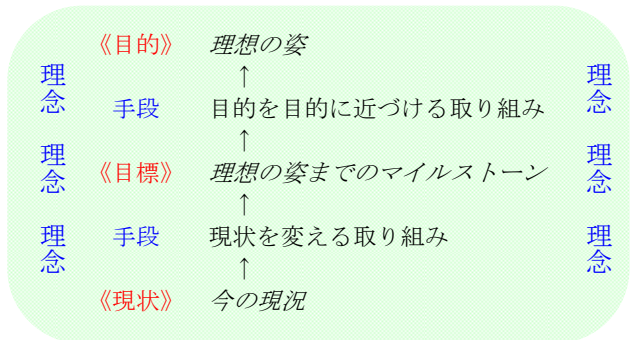 《目的》 理想の姿
↑
手段 目的を目的に近づける取り組み
↑
《目標》 理想の姿までのマイルストーン
↑
手段 現状を変える取り組み
↑
《現状》 今の現況
理念
理念
理念
理念
理念
理念